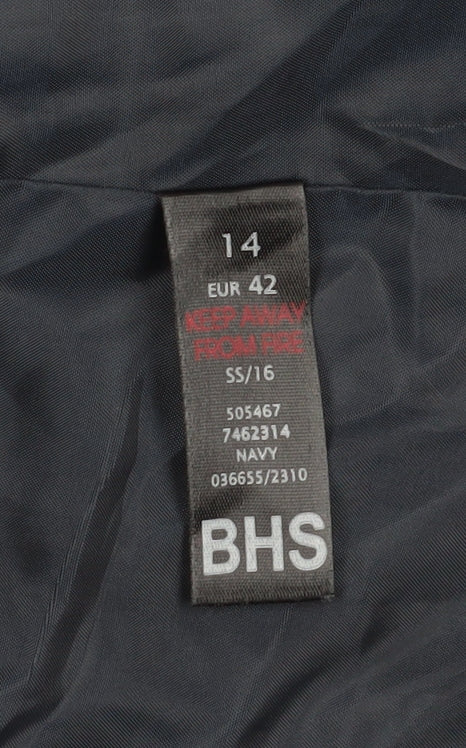 14
EUR 42
KEEP AWAY
FROM FIRE
SS/16
505467
7462314
NAVY
036655/2310
BHS